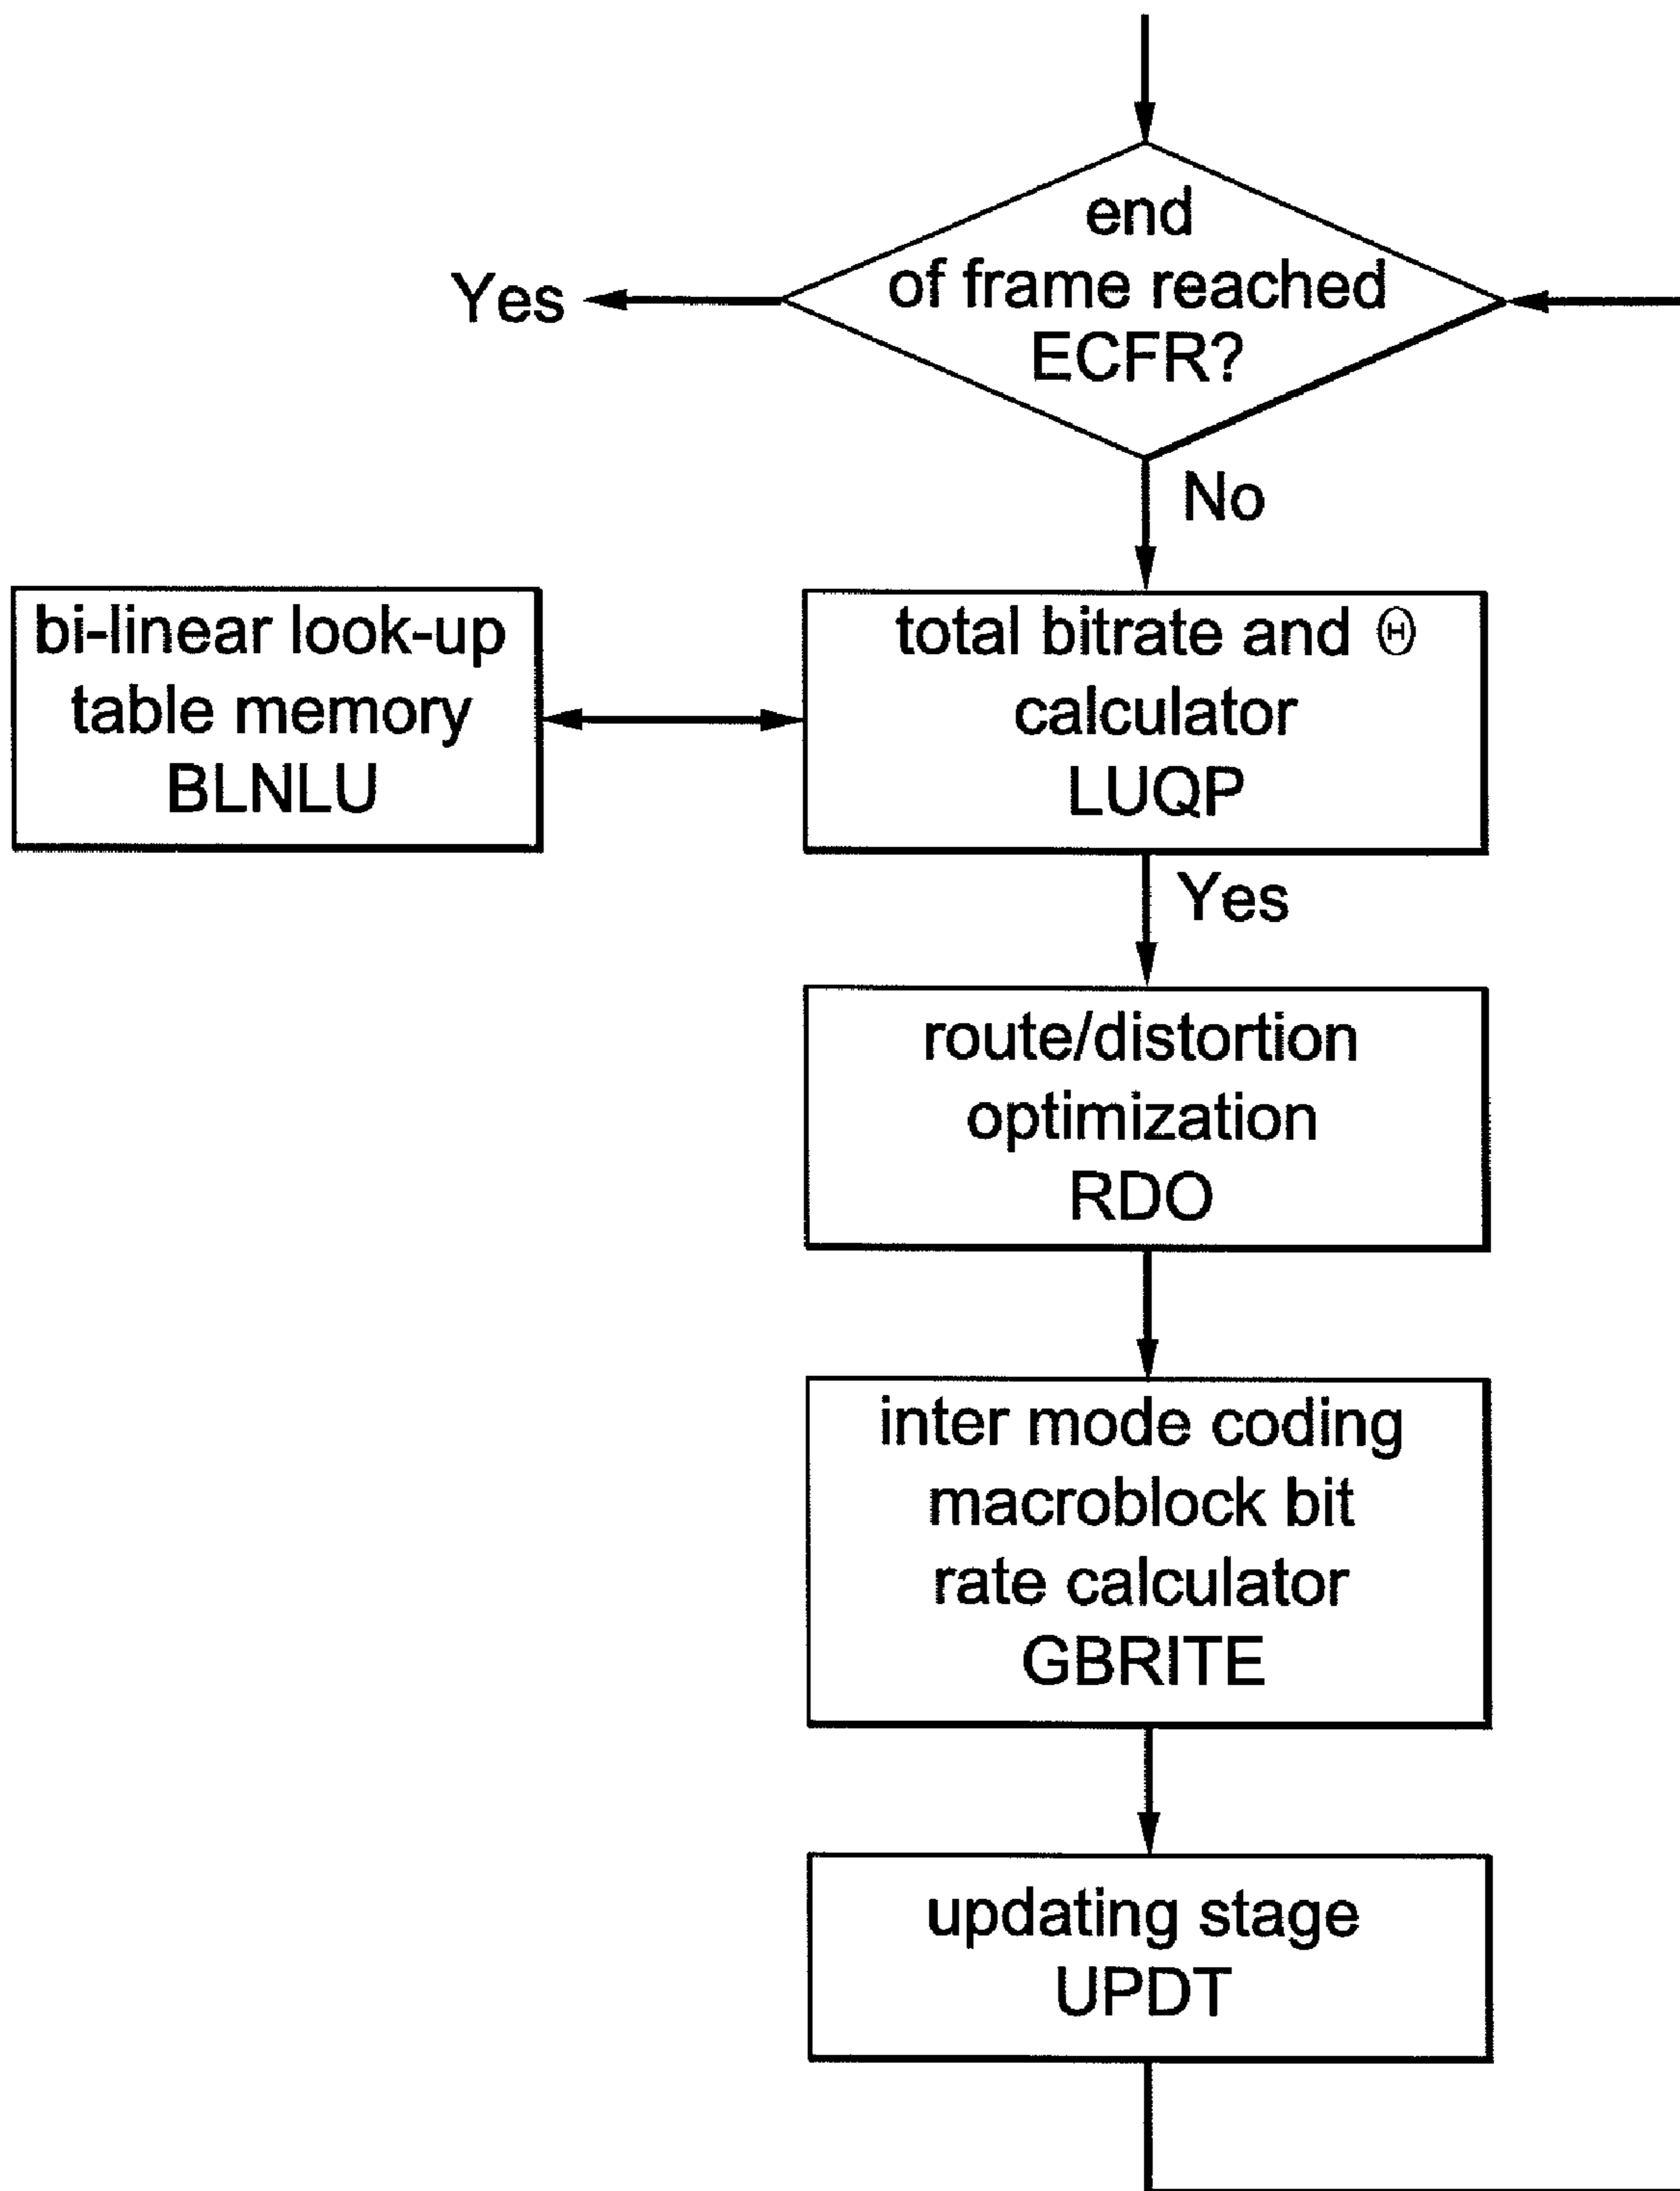 end
of frame reached
ECFR?
Yes
No
bi-linear look-up
table memory
BLNLU
total bitrate and Θ
calculator
LUQP
Yes
route/distortion
optimization
RDO
inter mode coding
macroblock bit
rate calculator
GBRITE
updating stage
UPDT